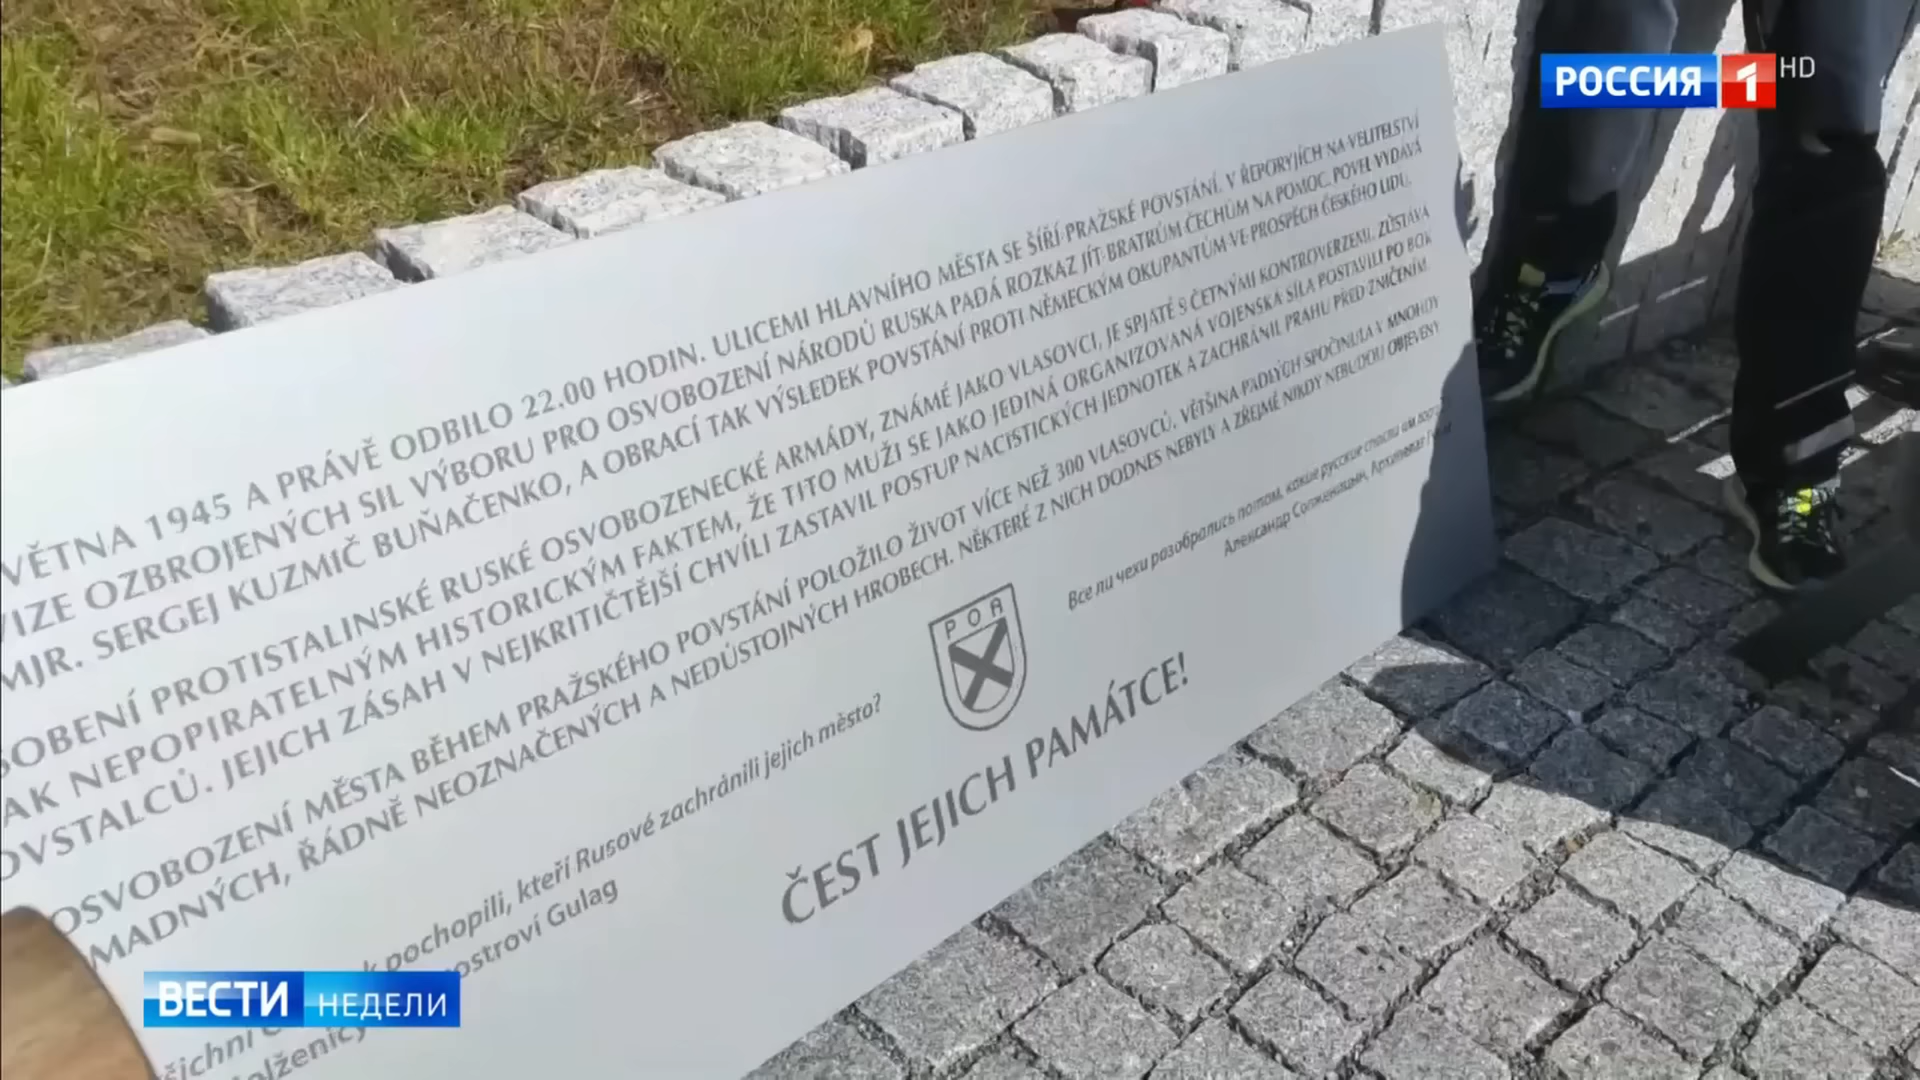 РОССИЯ 1 HD
VĚTNA 1945 A PRÁVĚ ODBILO 22.00 HODIN. ULICEMI HLAVNÍHO MĚSTA SE ŠÍŘÍ PRAŽSKÉ POVSTÁNÍ. V ŘEPORYJÍCH NA VELITELSTVÍ
VIZE OZBROJENÝCH SIL VÝBORU PRO OSVOBOZENÍ NÁRODŮ RUSKA PADÁ ROZKAZ JÍT BRATRŮM ČECHŮM NA POMOC. POVEL VYDÁVÁ
MJR. SERGEJ KUZMIČ BUŇAČENKO, A OBRACÍ TAK VÝSLEDEK POVSTÁNÍ PROTI NĚMECKÝM OKUPANTŮM VE PROSPĚCH ČESKÉHO LIDU.
SOBENÍ PROTISTALINSKÉ RUSKÉ OSVOBOZENECKÉ ARMÁDY, ZNÁMÉ JAKO VLASOVCI, JE SPJATÉ S ČETNÝMI KONTROVERZEMI. ZŮSTÁVÁ
AK NEPOPIRATELNÝM HISTORICKÝM FAKTEM, ŽE TITO MUŽI SE JAKO JEDINÁ ORGANIZOVANÁ VOJENSKÁ SÍLA POSTAVILI PO BOK
OVSTALCŮ. JEJICH ZÁSAH V NEJKRITIČTĚJŠÍ CHVÍLI ZASTAVIL POSTUP NACISTICKÝCH JEDNOTEK A ZACHRÁNIL PRAHU PŘED ZNIČENÍM.
OSVOBOZENÍ MĚSTA BĚHEM PRAŽSKÉHO POVSTÁNÍ POLOŽILO ŽIVOT VÍCE NEŽ 300 VLASOVCŮ. VĚTŠINA PADLÝCH SPOČINULA V MNOHDY
MADNÝCH, ŘÁDNĚ NEOZNAČENÝCH A NEDŮSTOJNÝCH HROBECH. NĚKTERÉ Z NICH DODNES NEBYLY A ZŘEJMĚ NIKDY NEBUDOU OBJEVENY.
pochopili, kteří Rusové zachránili jejich město?
ostroví Gulag
РОА
Все ли чехи разобрались потом, какие русские спасли им
Александр Солженицын, Архипелаг
ČEST JEJICH PAMÁTCE!
ВЕСТИ НЕДЕЛИ